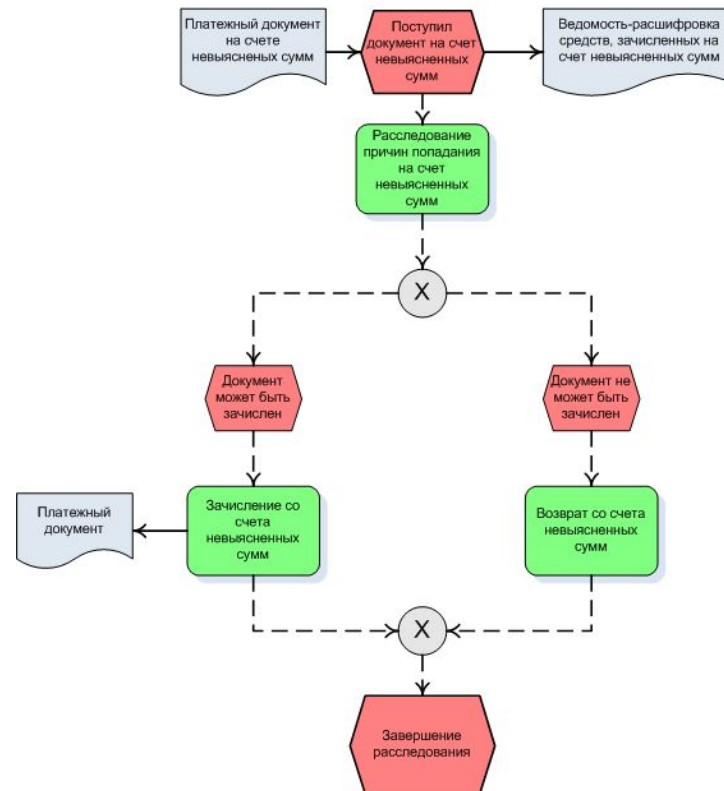 Платежный документ
на счете
невыясненых сумм
Поступил
документ на счет
невыясненных
сумм
Ведомость-расшифровка
средств, зачисленных на
счет невыясненных сумм
Расследование
причин попадания
на счет
невыясненных
сумм
X
Документ
может быть
зачислен
Документ не
может быть
зачислен
Платежный
документ
Зачисление со
счета
невыясненных
сумм
Возврат со счета
невыясненных
сумм
X
Завершение
расследования